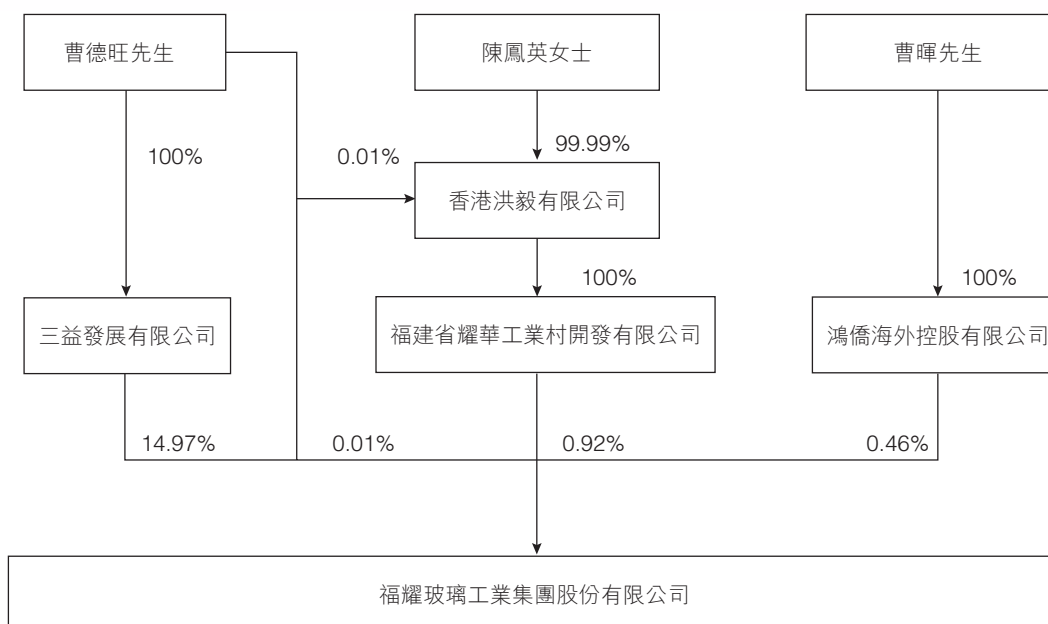 曹德旺先生
陳鳳英女士
曹暉先生
100%
0.01%
99.99%
香港洪毅有限公司
100%
100%
三益發展有限公司
福建省耀華工業村開發有限公司
鴻僑海外控股有限公司
14.97%
0.01%
0.92%
0.46%
福耀玻璃工業集團股份有限公司